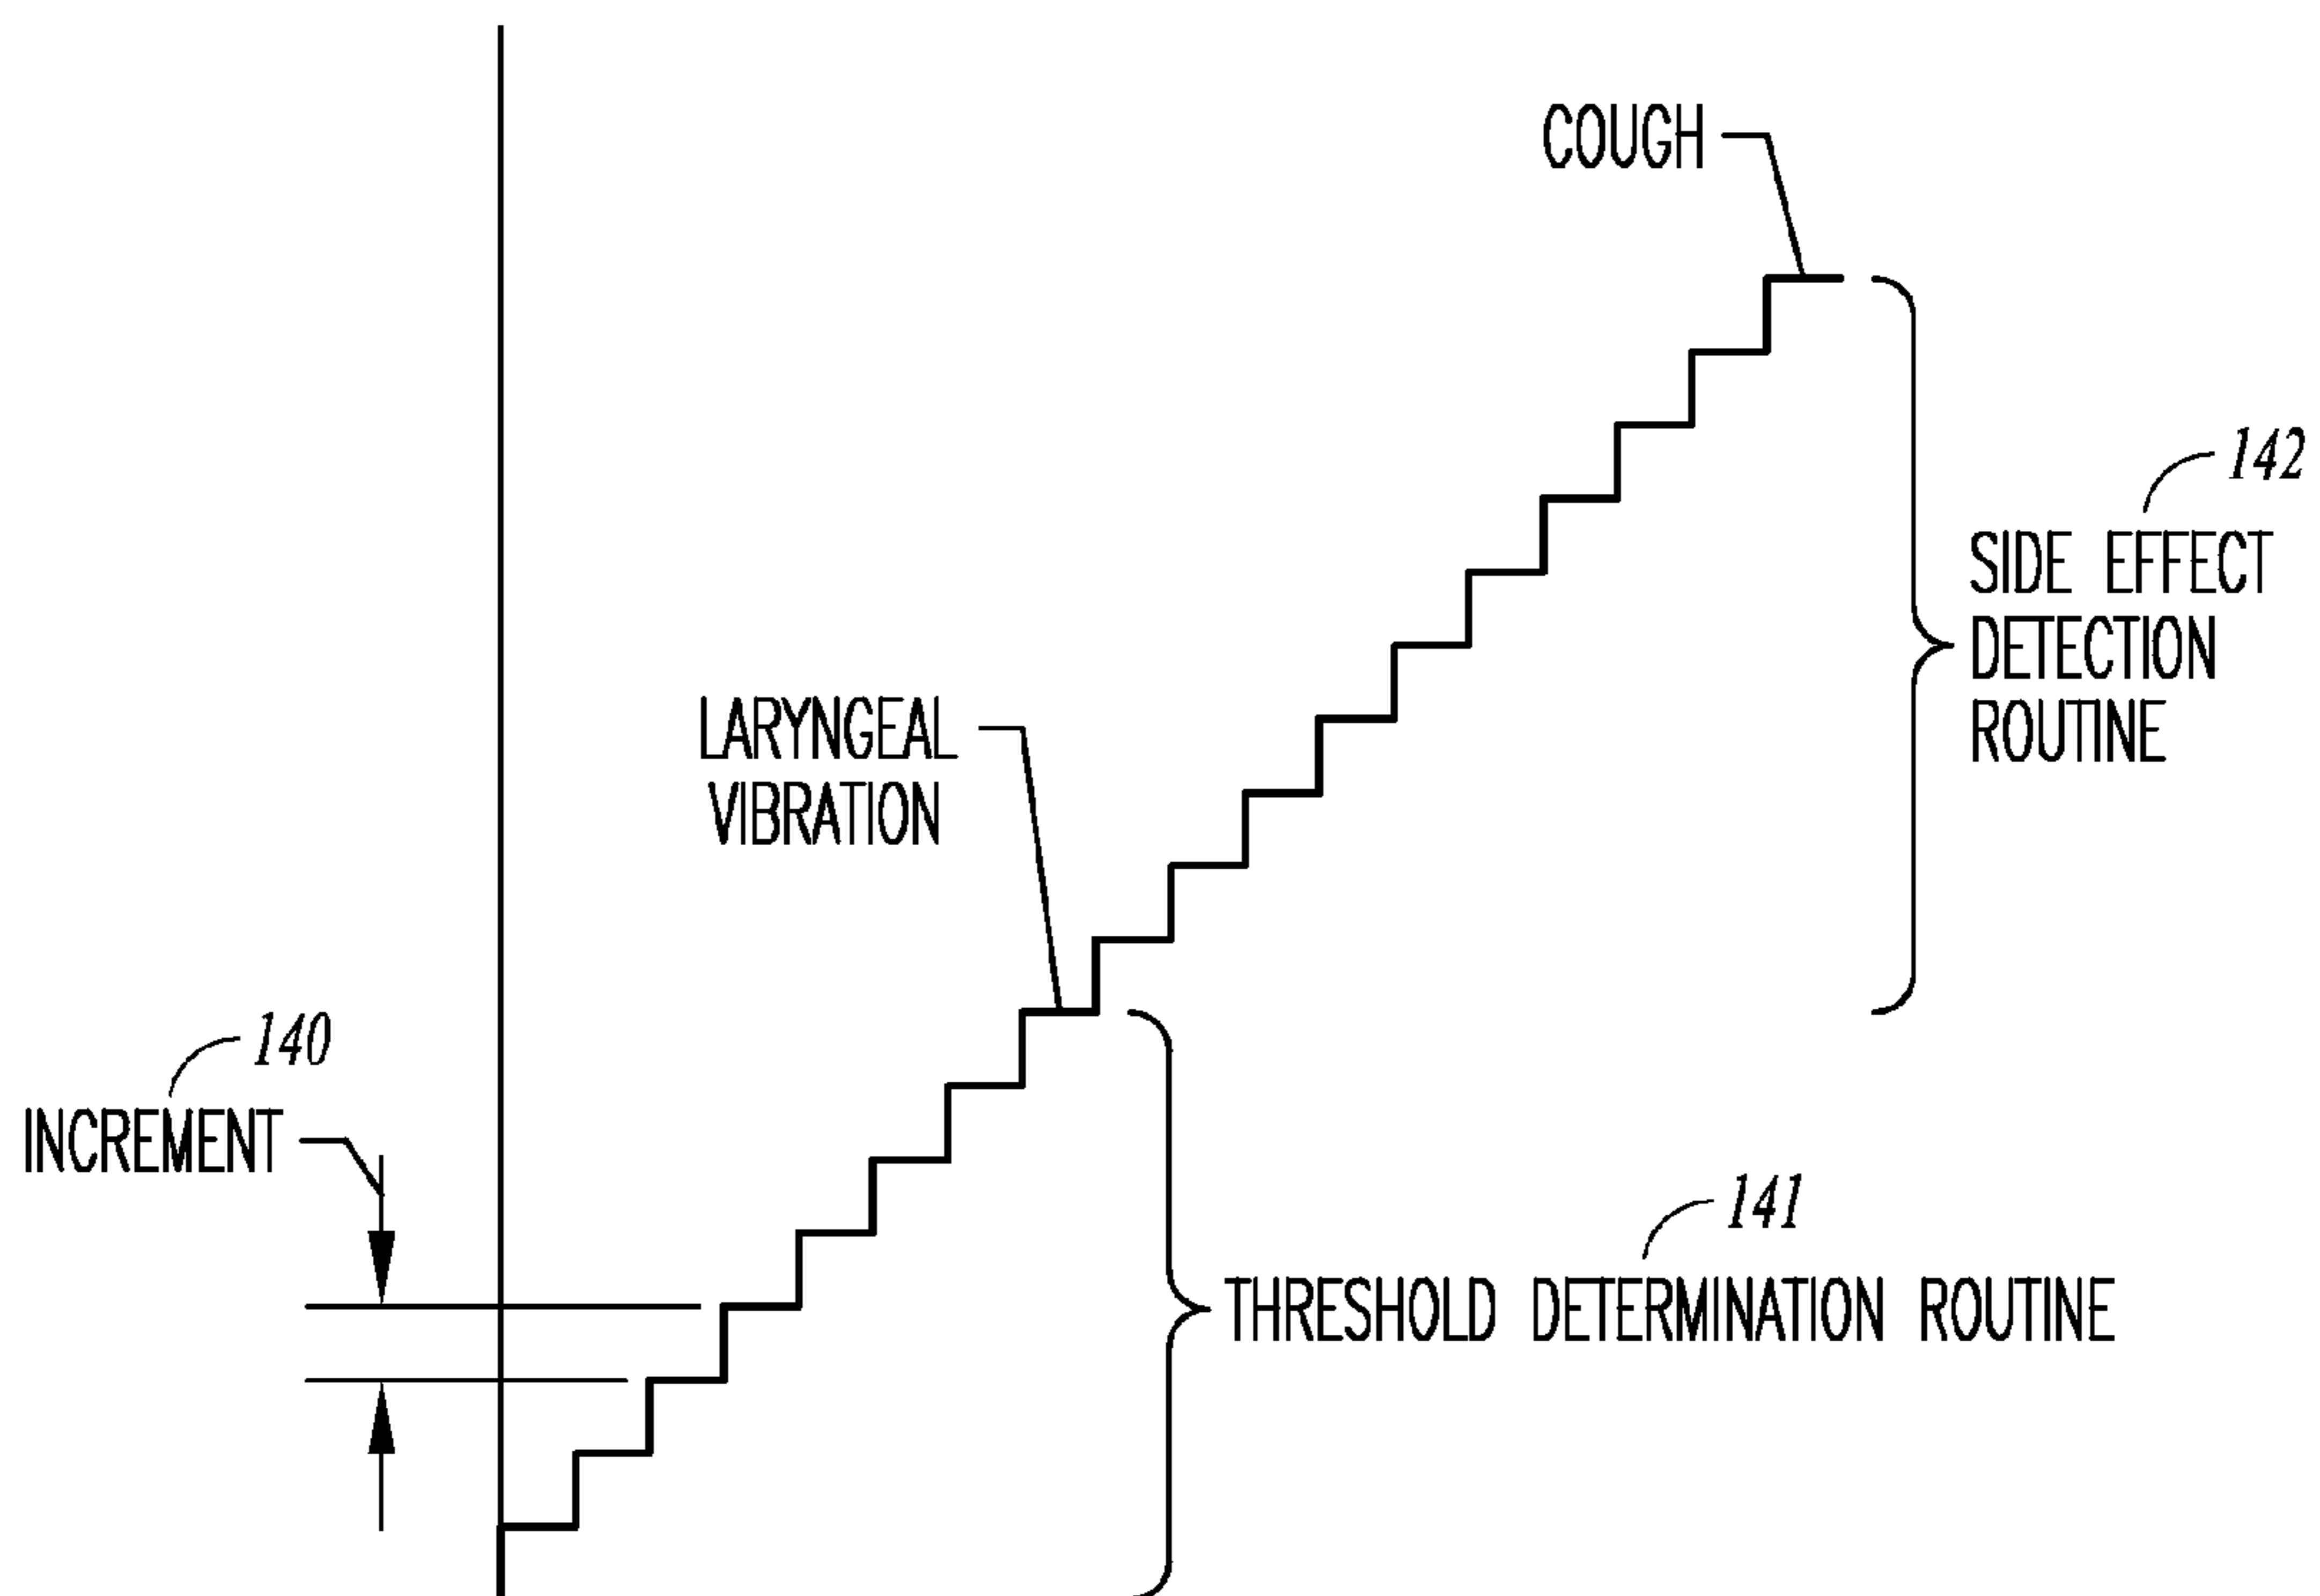 COUGH
142
SIDE EFFECT
DETECTION
ROUTINE
LARYNGEAL
VIBRATION
140
INCREMENT
141
THRESHOLD DETERMINATION ROUTINE